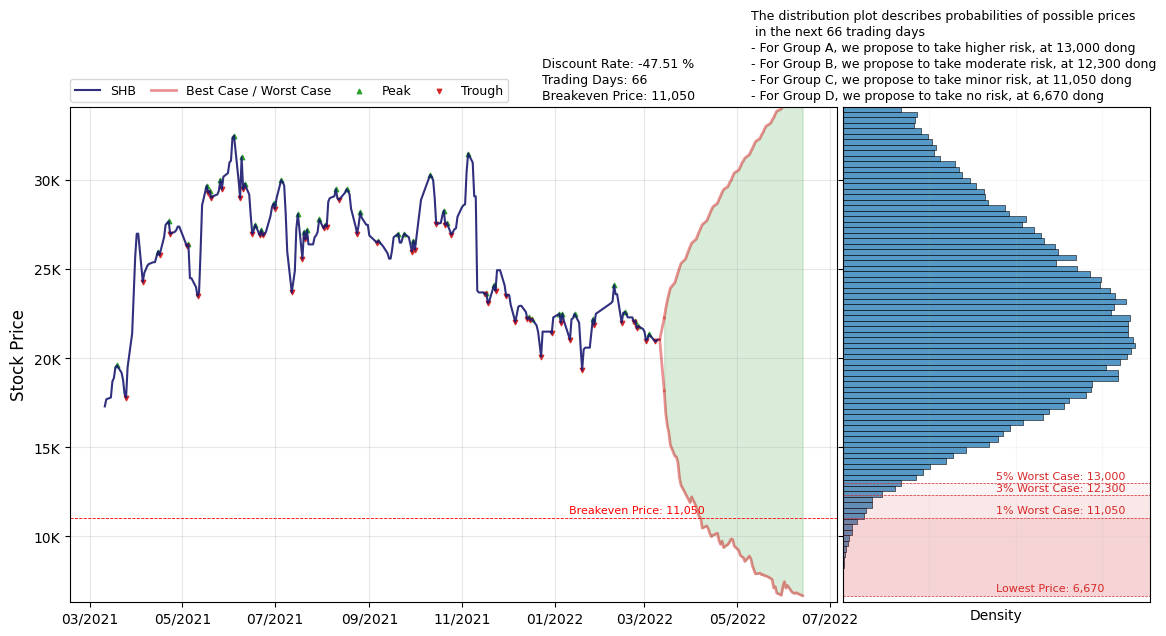 The distribution plot describes probabilities of possible prices
in the next 66 trading days
- For Group A, we propose to take higher risk, at 13,000 dong
- For Group B, we propose to take moderate risk, at 12,300 dong
- For Group C, we propose to take minor risk, at 11,050 dong
- For Group D, we propose to take no risk, at 6,670 dong
Discount Rate: -47.51 %
Trading Days: 66
Breakeven Price: 11,050
SHB
Best Case / Worst Case
Peak
Trough
Stock Price
30K
25K
20K
15K
10K
Breakeven Price: 11,050
5% Worst Case: 13,000
3% Worst Case: 12,300
1% Worst Case: 11,050
Lowest Price: 6,670
03/2021
05/2021
07/2021
09/2021
11/2021
01/2022
03/2022
05/2022
07/2022
Density